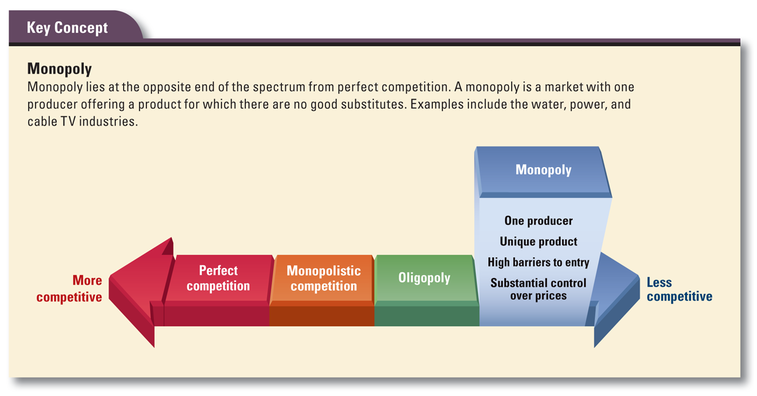 Key Concept
Monopoly
Monopoly lies at the opposite end of the spectrum from perfect competition. A monopoly is a market with one
producer offering a product for which there are no good substitutes. Examples include the water, power, and
cable TV industries.
Monopoly
One producer
Unique product
High barriers to entry
Substantial control
over prices
More
competitive
Perfect
competition
Monopolistic
competition
Oligopoly
Less
competitive